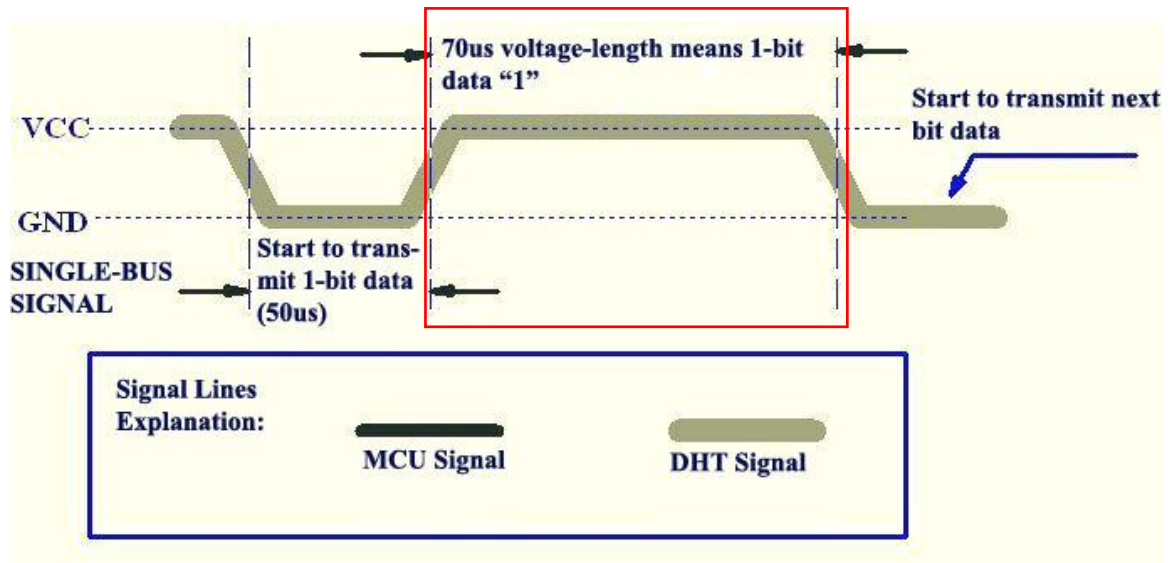 70us voltage-length means 1-bit
data “1”
Start to transmit next
bit data
VCC
GND
Start to trans-
mit 1-bit data
(50us)
SINGLE-BUS
SIGNAL
Signal Lines
Explanation:
MCU Signal
DHT Signal